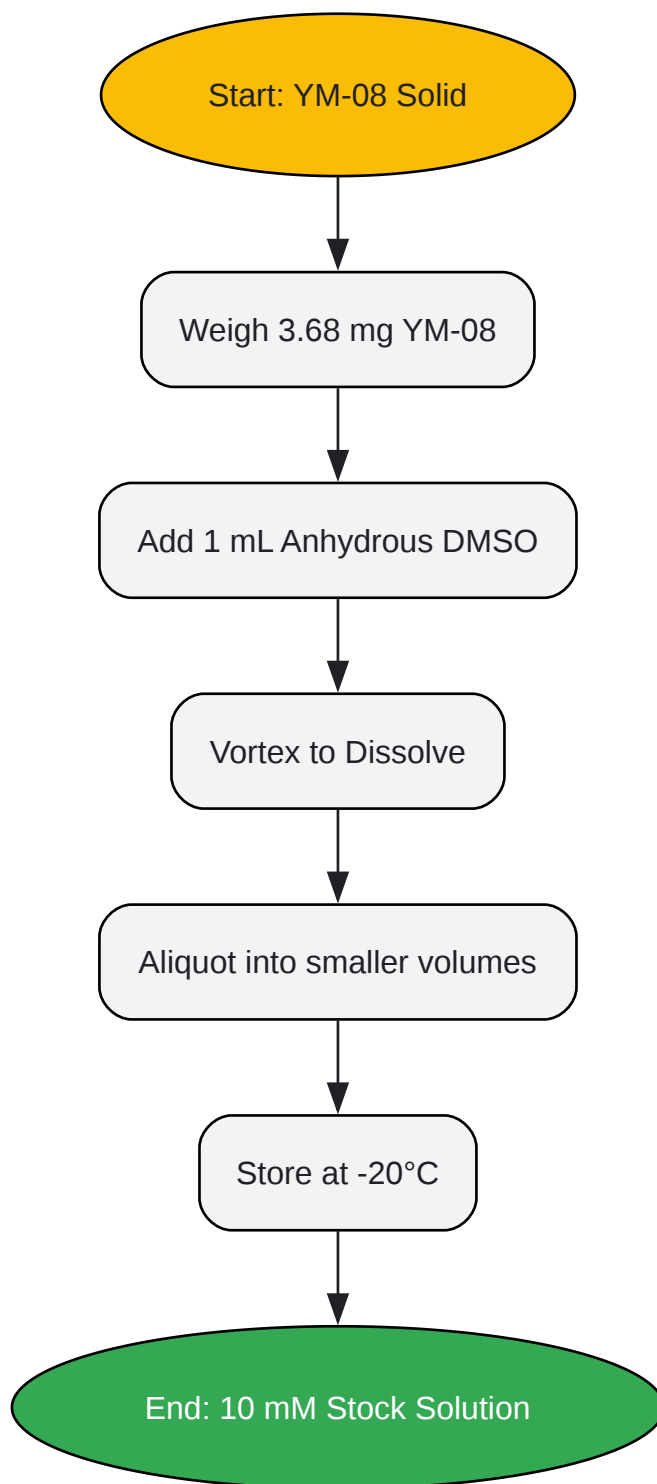 Start: YM-08 Solid
Weigh 3.68 mg YM-08
Add 1 mL Anhydrous DMSO
Vortex to Dissolve
Aliquot into smaller volumes
Store at -20°C
End: 10 mM Stock Solution